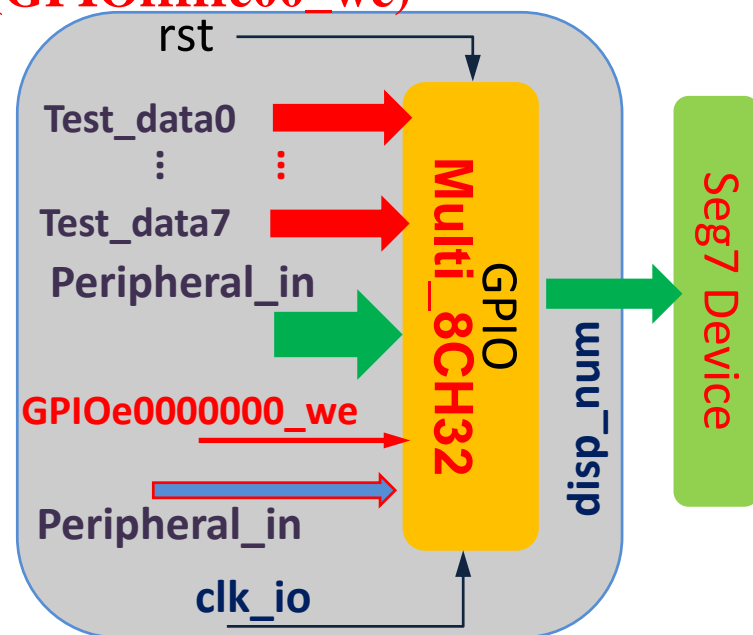 rst
Test_data0
⋮ ⋮
Test_data7
Peripheral_in
GPIOe0000000_we
Peripheral_in
clk_io
Multi_8CH32
GPIO
disp_num
Seg7 Device